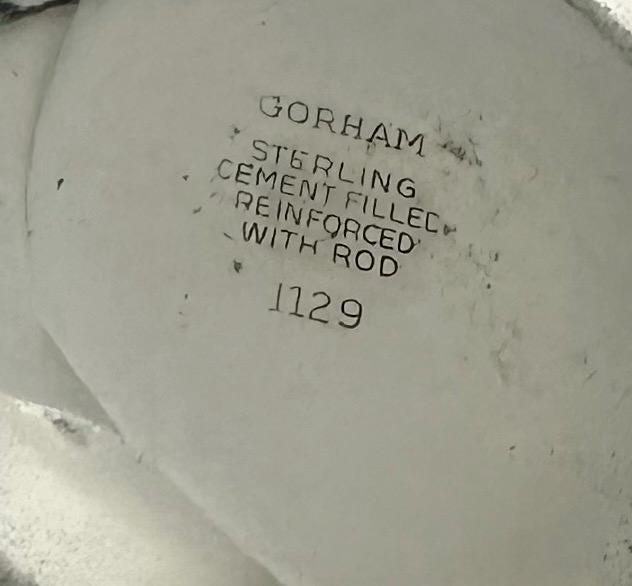 GORHAM
STERLING
CEMENT FILLED
REINFORCED
WITH ROD
1129